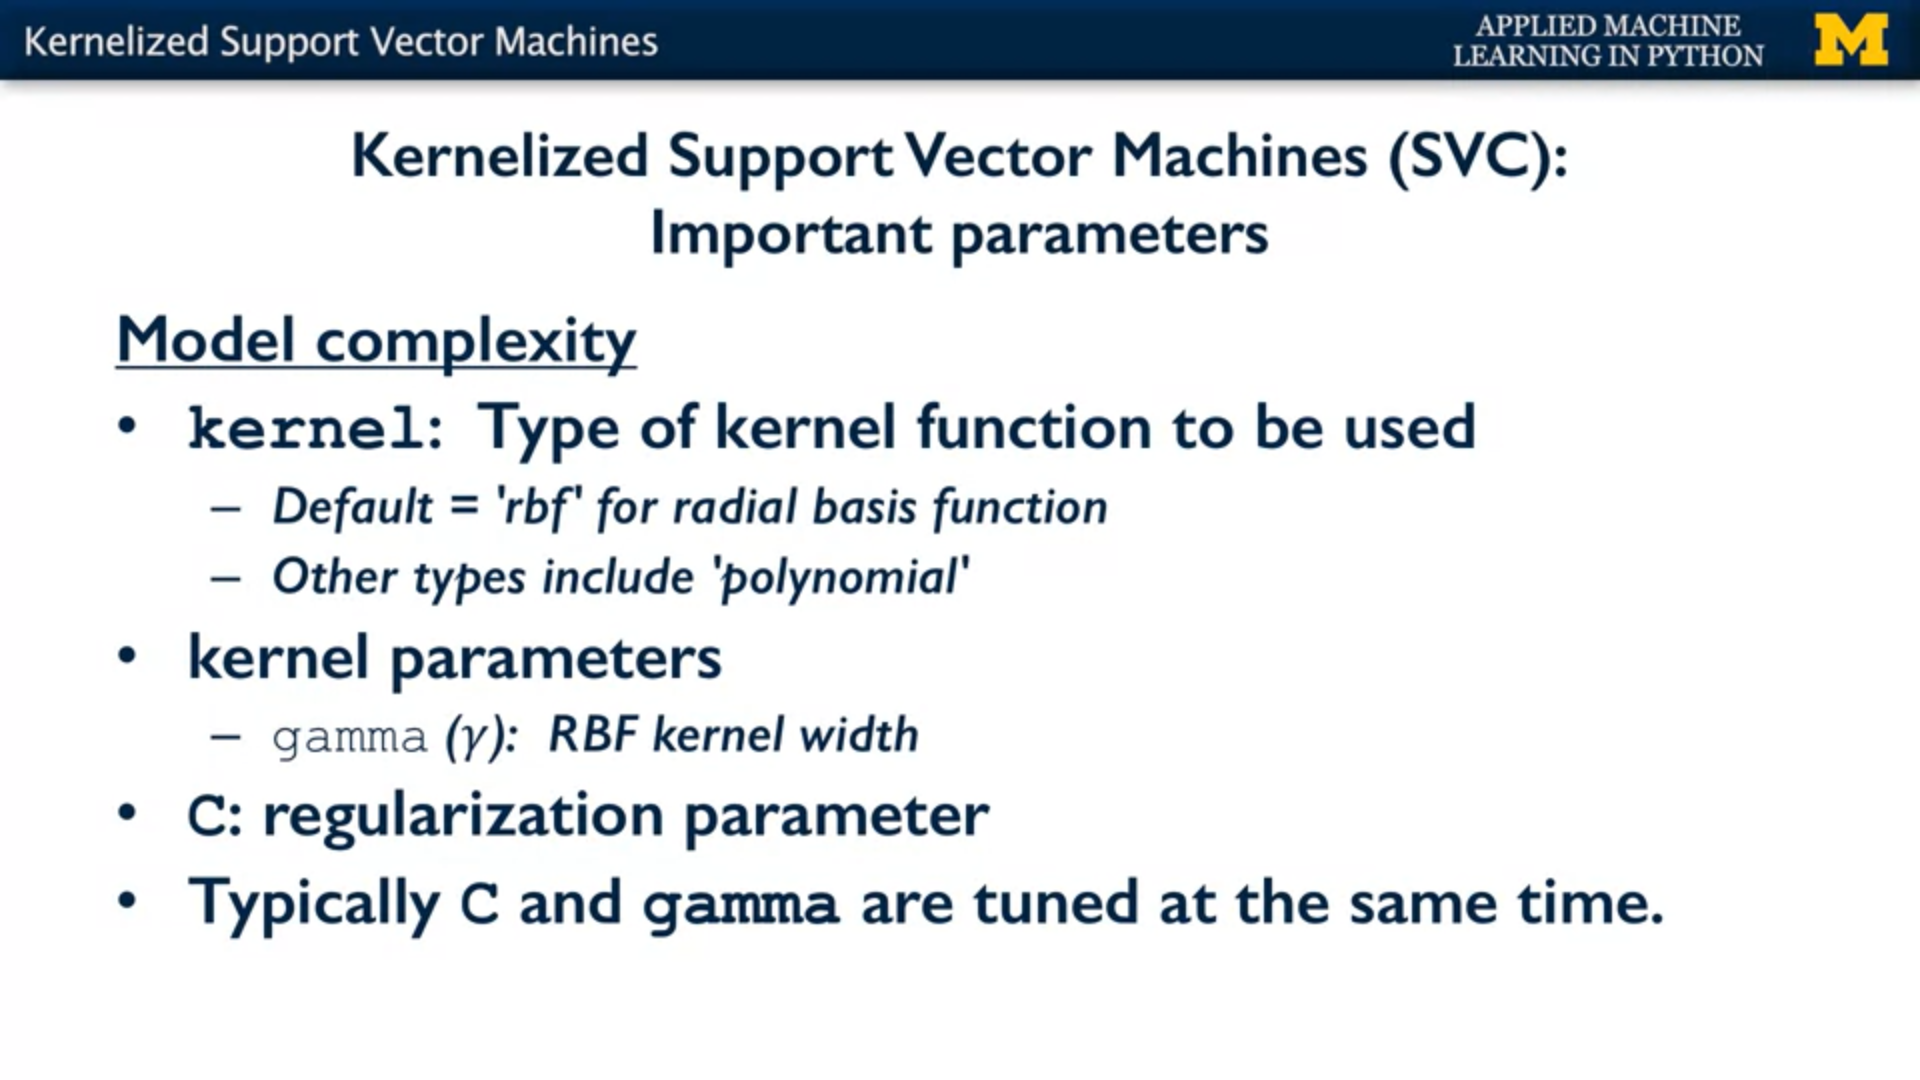 Kernelized Support Vector Machines
APPLIED MACHINE
LEARNING IN PYTHON
M
Kernelized Support Vector Machines (SVC):
Important parameters
Model complexity
• kernel: Type of kernel function to be used
– Default = 'rbf' for radial basis function
– Other types include 'polynomial'
• kernel parameters
– gamma (γ): RBF kernel width
• C: regularization parameter
• Typically C and gamma are tuned at the same time.